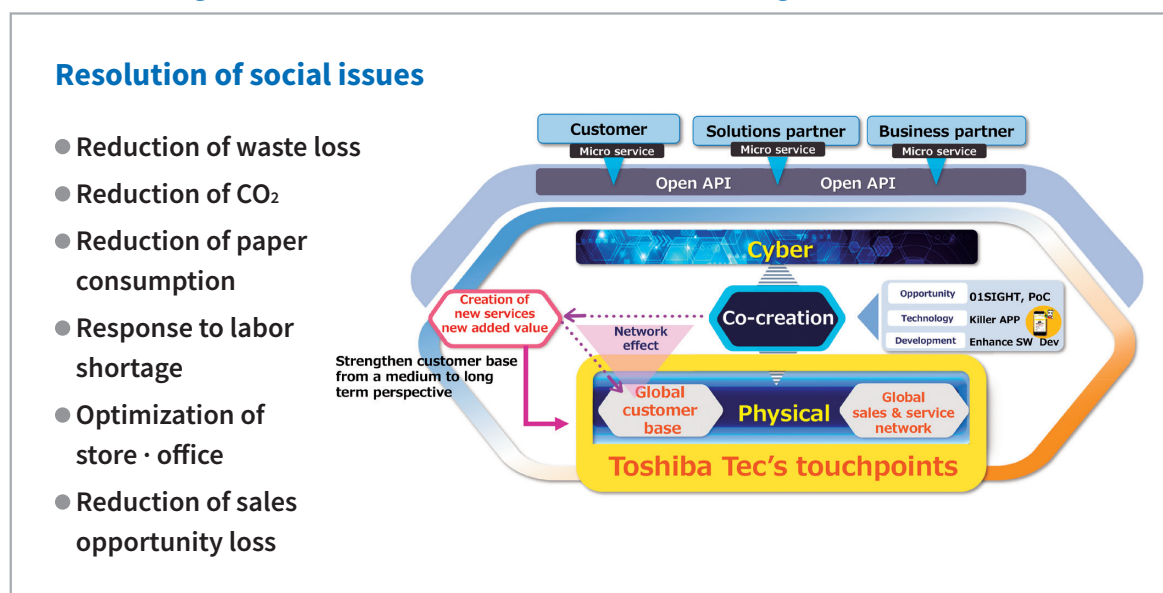 Resolution of social issues
Reduction of waste loss
Reduction of CO₂
Reduction of paper
consumption
Response to labor
shortage
Optimization of
store · office
Reduction of sales
opportunity loss
Customer
Micro service
Solutions partner
Micro service
Business partner
Micro service
Open API
Open API
Cyber
Creation of
new services
new added value
Network
effect
Co-creation
Opportunity 01SIGHT, PoC
Technology Killer APP
Development Enhance SW Dev
Strengthen customer base
from a medium to long
term perspective
Global
customer
base
Physical
Global
sales & service
network
Toshiba Tec's touchpoints